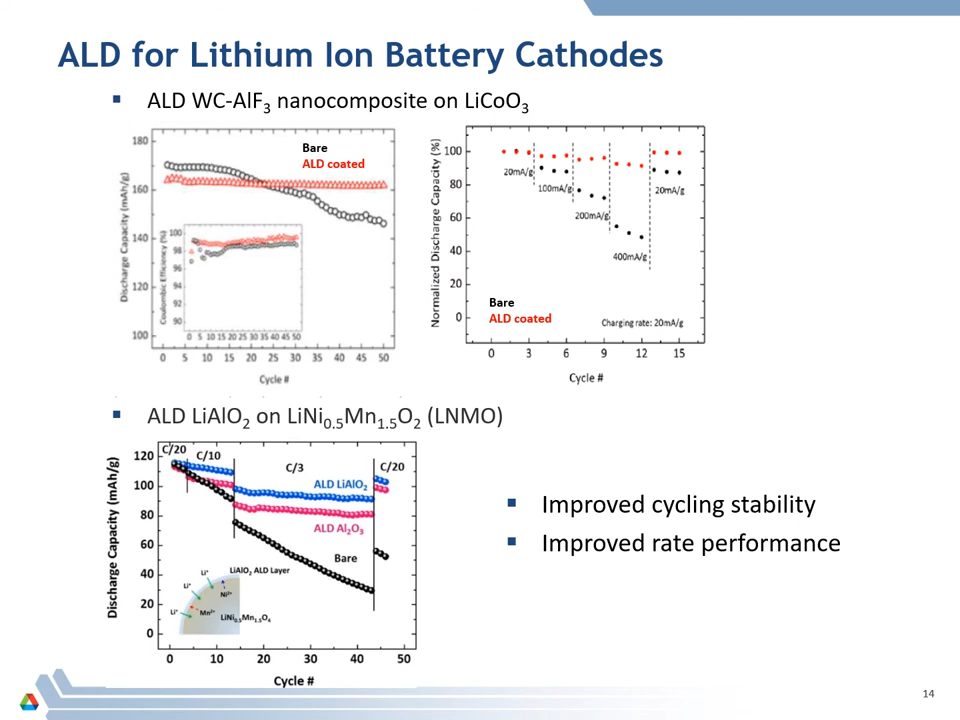 ALD for Lithium Ion Battery Cathodes
▪ ALD WC-AlF3 nanocomposite on LiCoO3
Discharge Capacity (mAh/g)
180
160
140
120
100
Bare
ALD coated
Coulombic Efficiency (%)
100
98
96
94
92
90
0 5 10 15 20 25 30 35 40 45 50
0 5 10 15 20 25 30 35 40 45 50
Cycle #
Normalized Discharge Capacity (%)
100
80
60
40
20
0
20mA/g
100mA/g
200mA/g
400mA/g
20mA/g
Bare
ALD coated
Charging rate: 20mA/g
0 3 6 9 12 15
Cycle #
▪ ALD LiAlO2 on LiNi0.5Mn1.5O2 (LNMO)
Discharge Capacity (mAh/g)
120
100
80
60
40
20
0
C/20
C/10
C/3
C/20
ALD LiAlO2
ALD Al2O3
Bare
LiAlO2 ALD Layer
Li+
Li+
Li+
Ni2+
Mn2+
LiNi0.5Mn1.5O4
0 10 20 30 40 50
Cycle #
▪ Improved cycling stability
▪ Improved rate performance
14